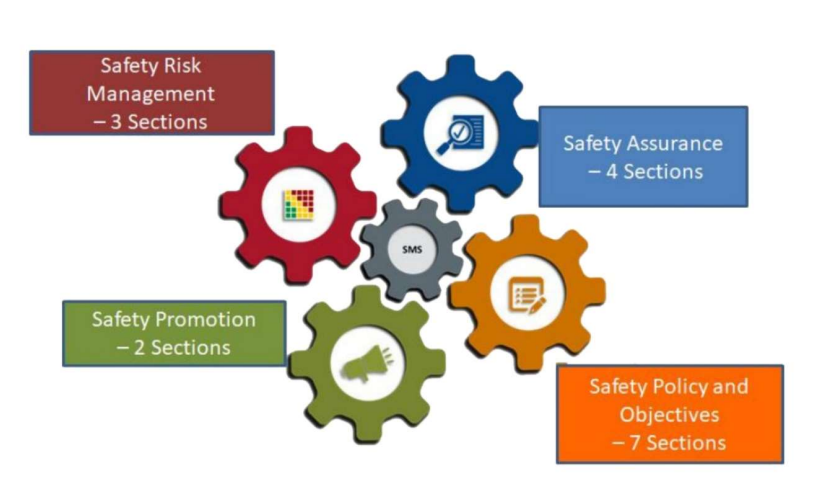 Safety Risk
Management
– 3 Sections
Safety Assurance
– 4 Sections
SMS
Safety Promotion
– 2 Sections
Safety Policy and
Objectives
– 7 Sections